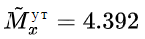 M̃ₓʸᵀ = 4.392